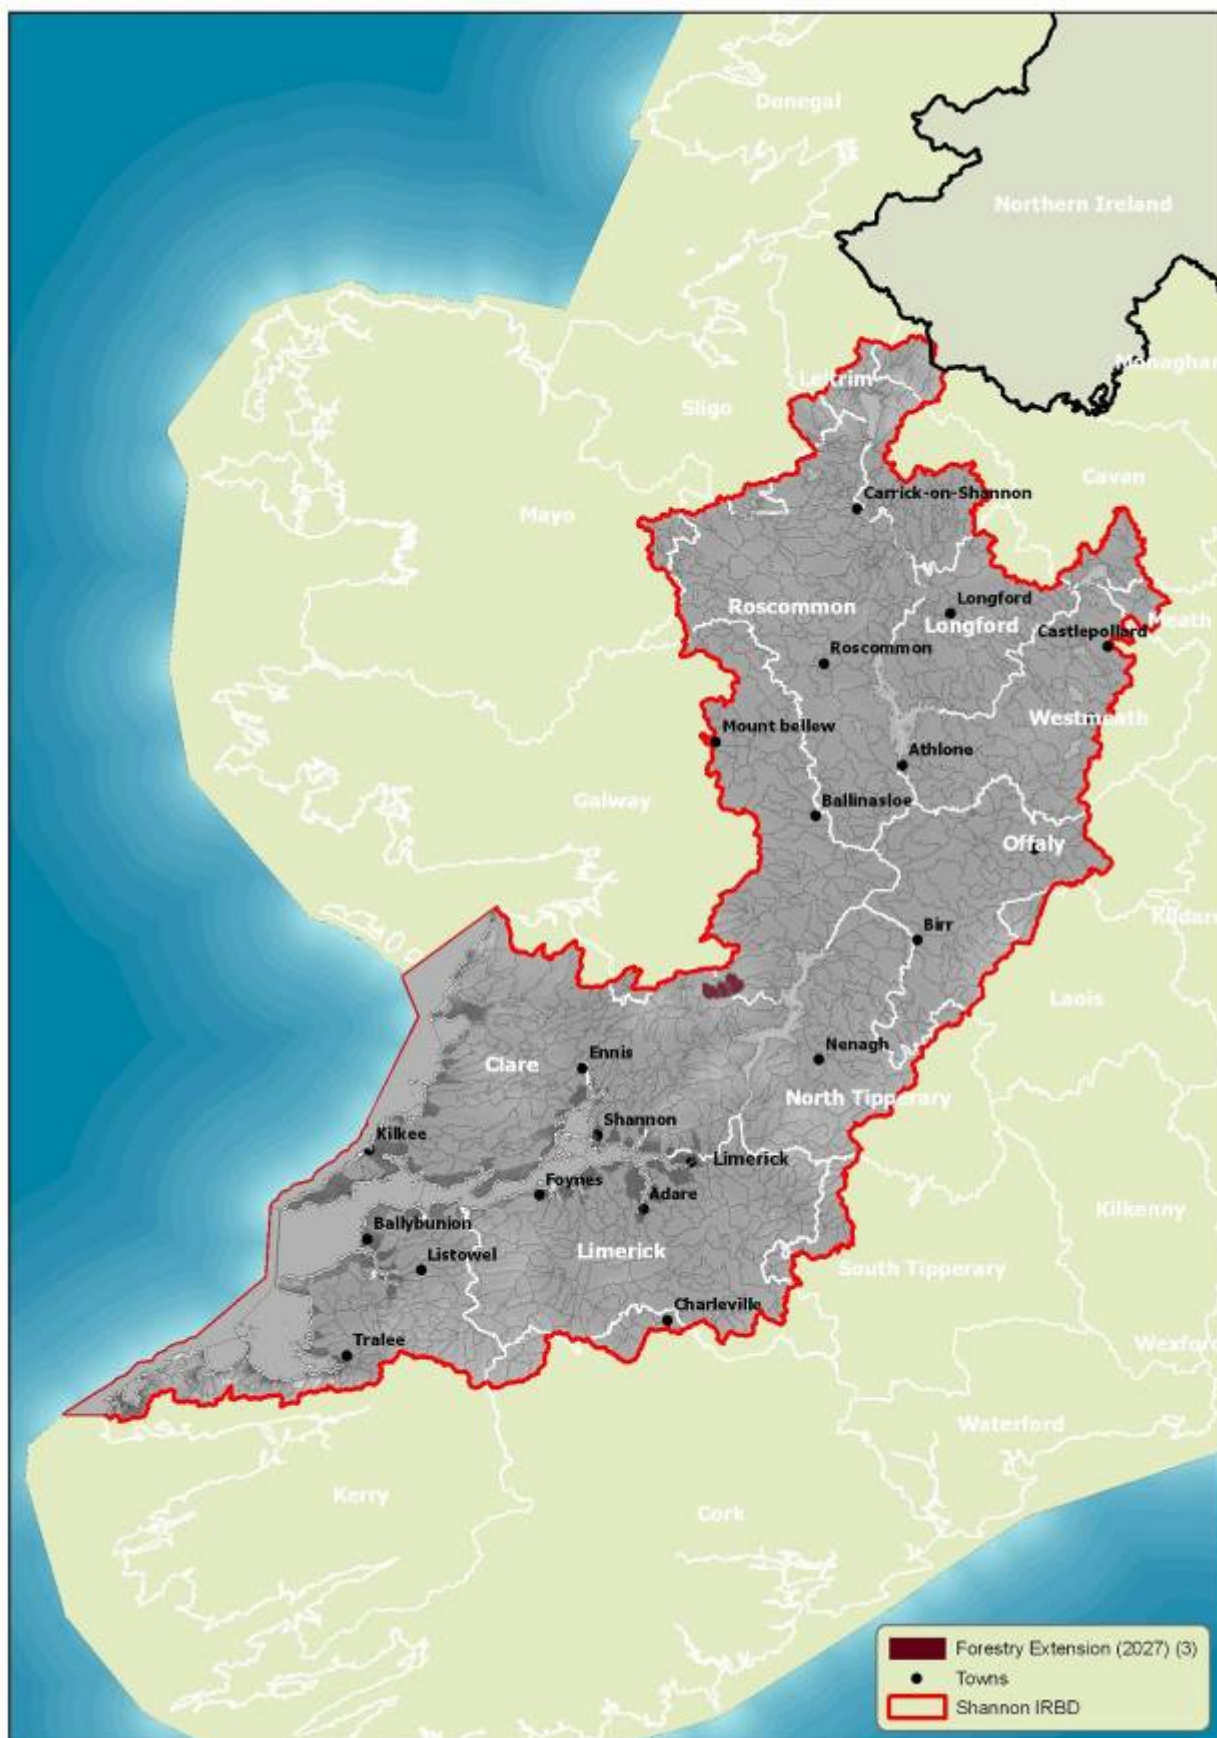 Donegal
Northern Ireland
Monaghan
Leitrim
Sligo
Cavan
Mayo
Carrick-on-Shannon
Roscommon
Longford
Longford
Meath
Castlepollard
Roscommon
Westmeath
Mount bellew
Athlone
Galway
Ballinasloe
Offaly
Kildare
Birr
Laois
Clare
Ennis
Nenagh
North Tipperary
Shannon
Kilkee
Limerick
Foynes
Adare
Kilkenny
Ballybunion
Listowel
Limerick
South Tipperary
Charleville
Wexford
Tralee
Waterford
Kerry
Cork
Forestry Extension (2027) (3)
Towns
Shannon IRBD